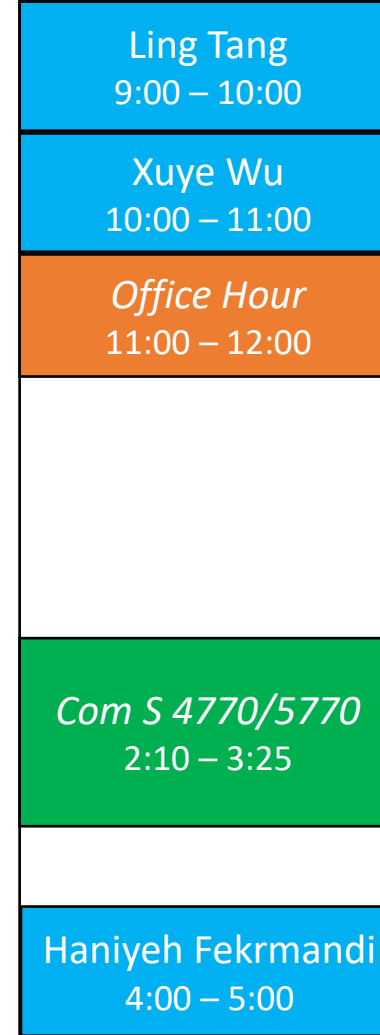 Ling Tang
9:00 – 10:00
Xuye Wu
10:00 – 11:00
Office Hour
11:00 – 12:00
Com S 4770/5770
2:10 – 3:25
Haniyeh Fekrmandi
4:00 – 5:00